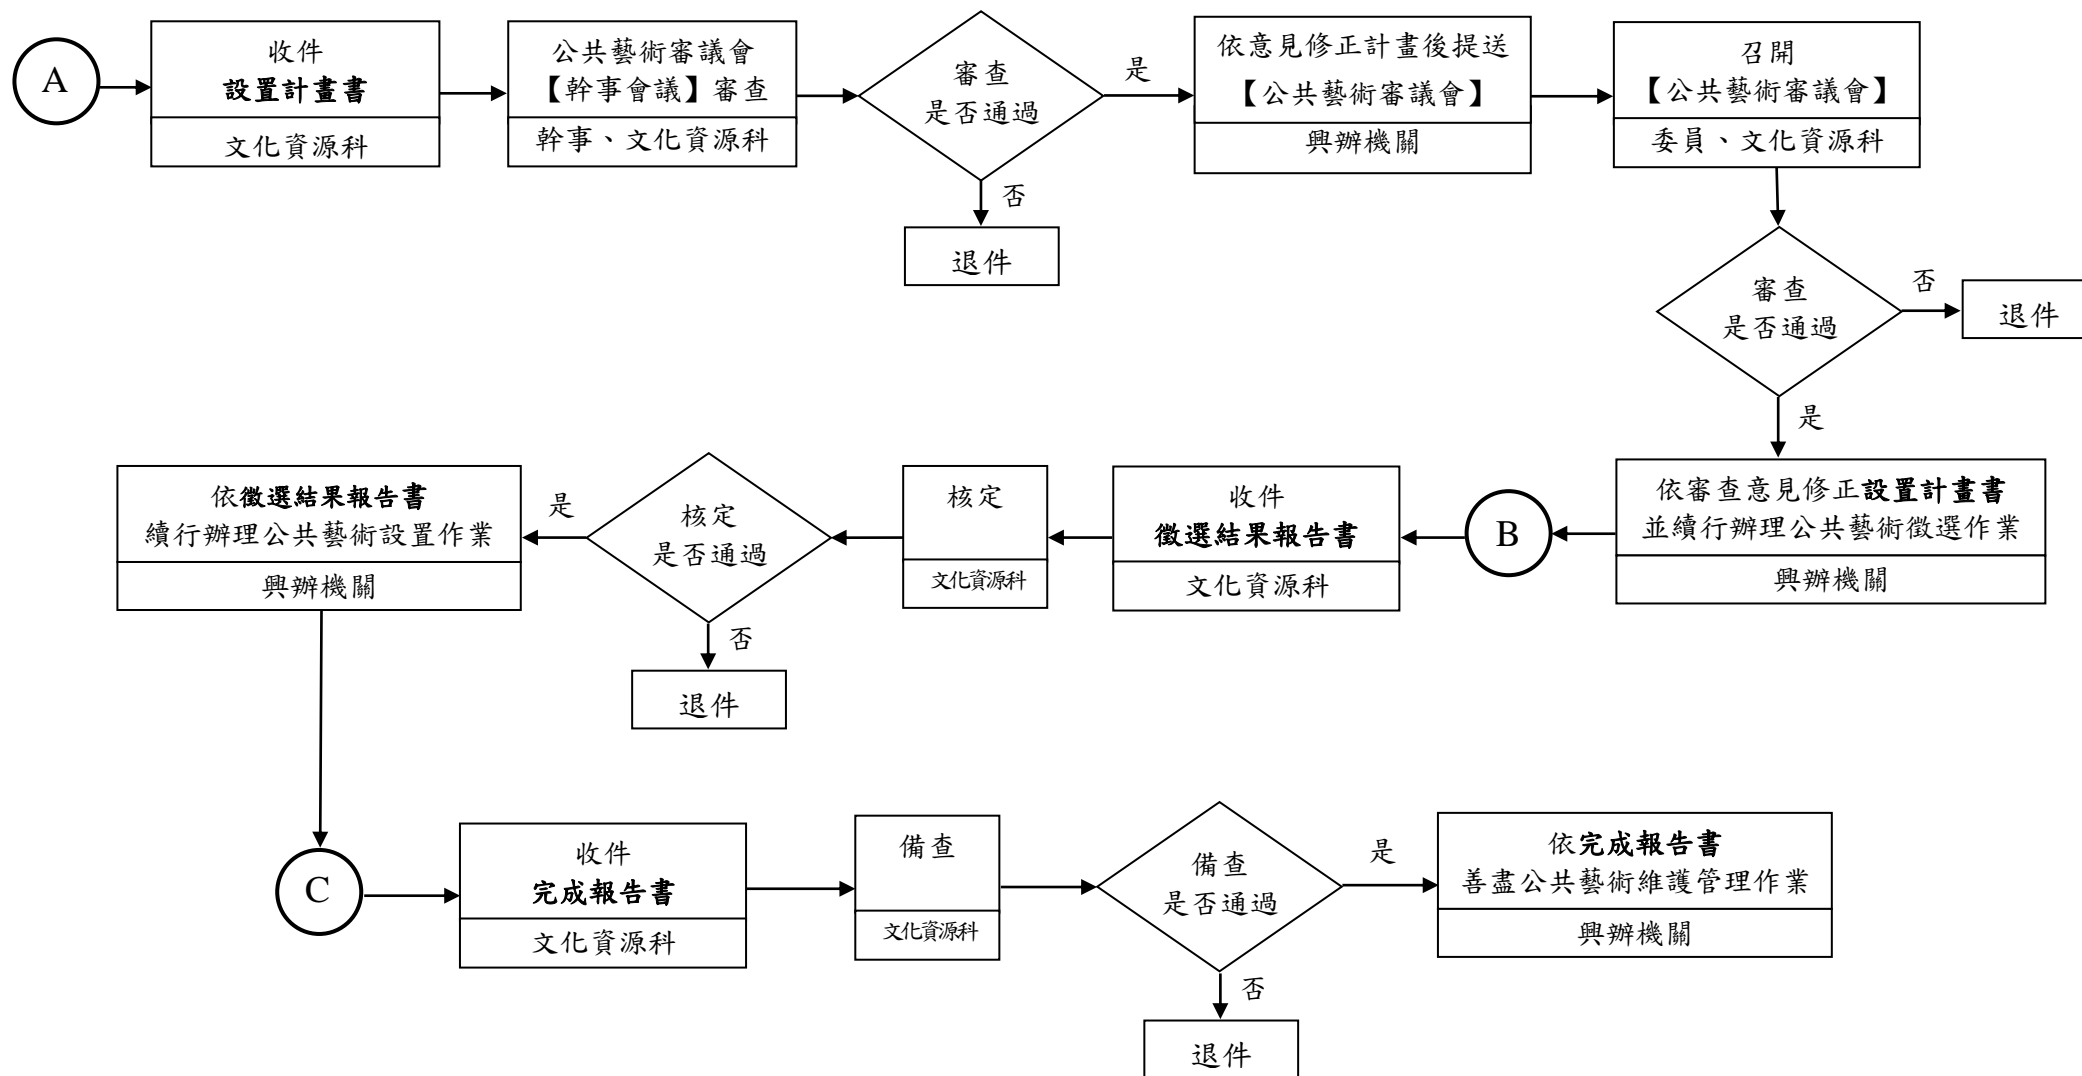 A
收件
設置計畫書
文化資源科
公共藝術審議會
【幹事會議】審查
幹事、文化資源科
審查
是否通過
是
否
退件
依意見修正計畫後提送
【公共藝術審議會】
興辦機關
召開
【公共藝術審議會】
委員、文化資源科
審查
是否通過
否
退件
是
依審查意見修正設置計畫書
並續行辦理公共藝術徵選作業
興辦機關
B
收件
徵選結果報告書
文化資源科
核定
文化資源科
核定
是否通過
是
否
退件
依徵選結果報告書
續行辦理公共藝術設置作業
興辦機關
C
收件
完成報告書
文化資源科
備查
文化資源科
備查
是否通過
是
否
退件
依完成報告書
善盡公共藝術維護管理作業
興辦機關